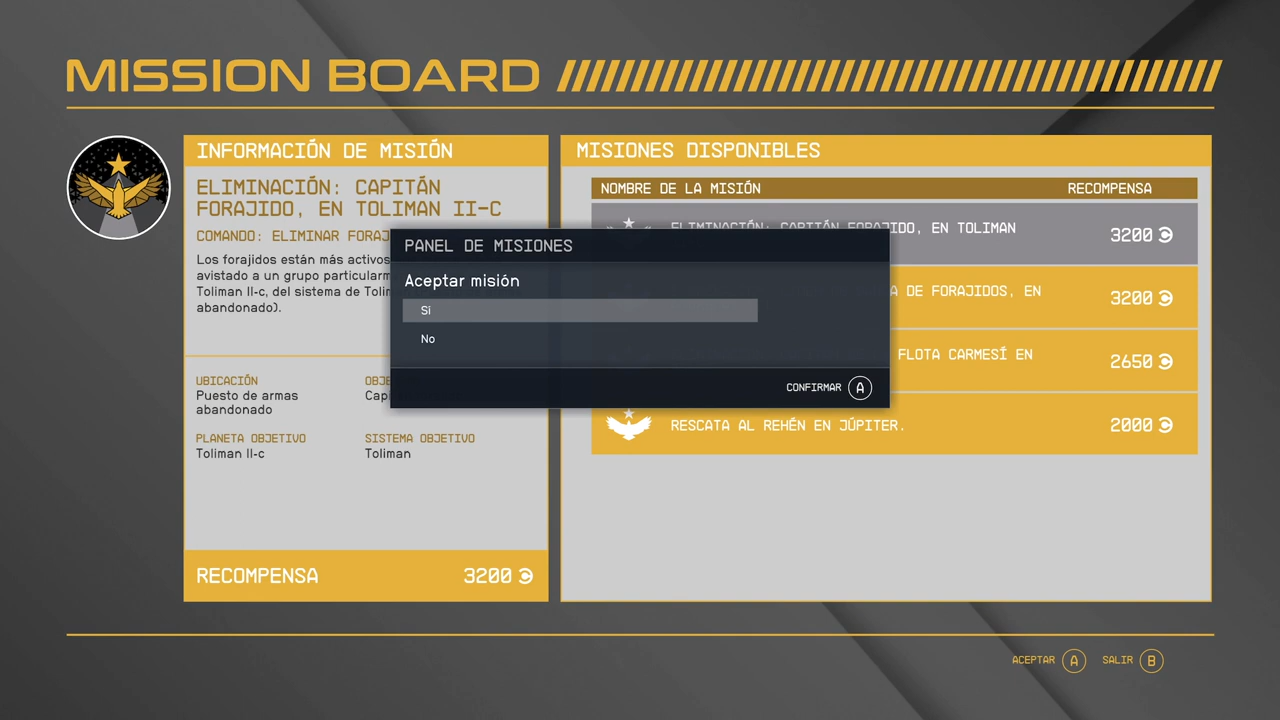 MISSION BOARD
INFORMACIÓN DE MISIÓN
ELIMINACIÓN: CAPITÁN
FORAJIDO, EN TOLIMAN II-C
COMANDO: ELIMINAR FORAJ
Los forajidos están más activos
avistado a un grupo particularm
Toliman II-c, del sistema de Tolim
abandonado).
UBICACIÓN
Puesto de armas
abandonado
OBJE
Capi
PLANETA OBJETIVO
Toliman II-c
SISTEMA OBJETIVO
Toliman
RECOMPENSA 3200
PANEL DE MISIONES
Aceptar misión
Sí
No
CONFIRMAR A
MISIONES DISPONIBLES
NOMBRE DE LA MISIÓN RECOMPENSA
ELIMINACIÓN: CAPITÁN FORAJIDO, EN TOLIMAN 3200
DE FORAJIDOS, EN 3200
FLOTA CARMESÍ EN 2650
RESCATA AL REHÉN EN JÚPITER. 2000
ACEPTAR A SALIR B